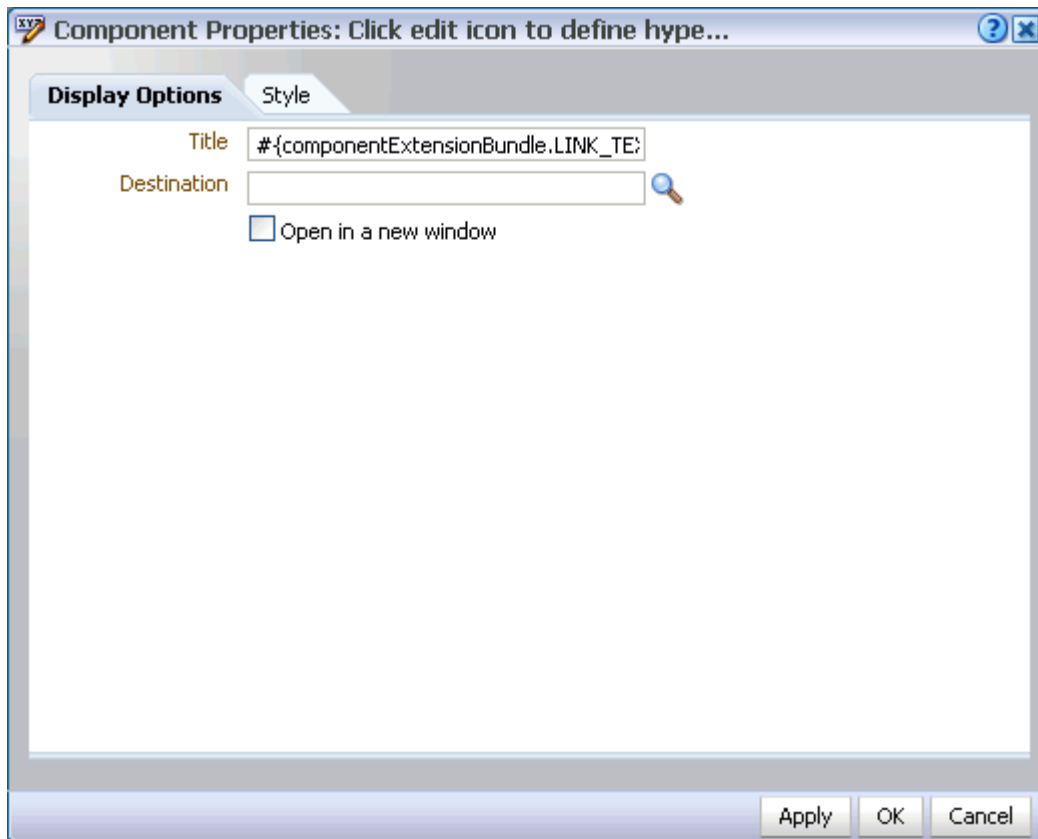 Component Properties: Click edit icon to define hype...
Display Options Style
Title #{componentExtensionBundle.LINK_TEX
Destination
Open in a new window
Apply OK Cancel